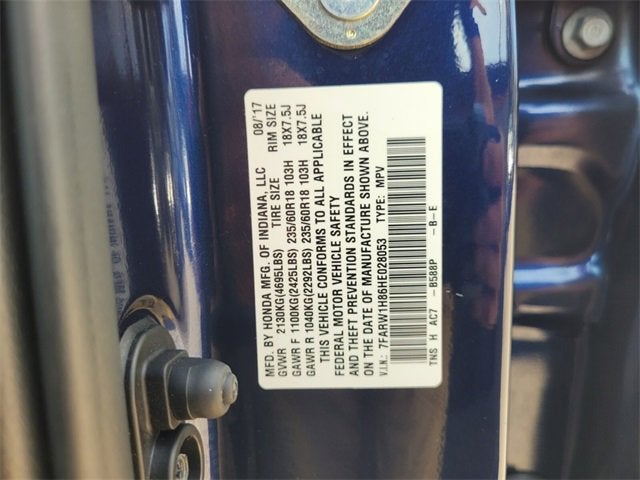 MFD. BY HONDA MFG. OF INDIANA, LLC 08/'17
GVWR 2130KG(4695LBS) TIRE SIZE RIM SIZE
GAWR F 1100KG(2425LBS) 235/60R18 103H 18X7.5J
GAWR R 1040KG(2292LBS) 235/60R18 103H 18X7.5J
THIS VEHICLE CONFORMS TO ALL APPLICABLE
FEDERAL MOTOR VEHICLE SAFETY
AND THEFT PREVENTION STANDARDS IN EFFECT
ON THE DATE OF MANUFACTURE SHOWN ABOVE.
V.I.N.: 7FARW1H86HE028053 TYPE: MPV
TNS H AC7 -B588P -B-E